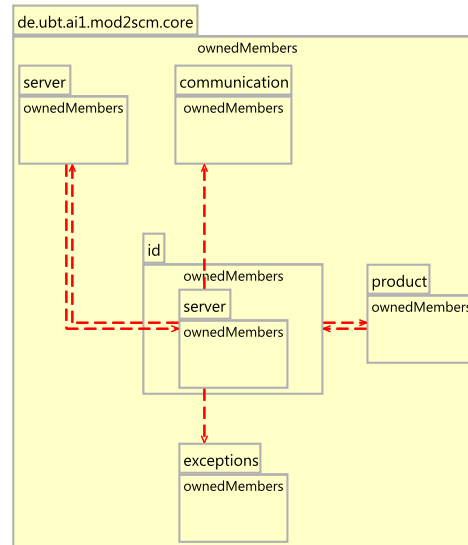 de.ubt.ai1.mod2scm.core
ownedMembers
server
communication
ownedMembers
ownedMembers
id
ownedMembers
product
server
ownedMembers
ownedMembers
exceptions
ownedMembers